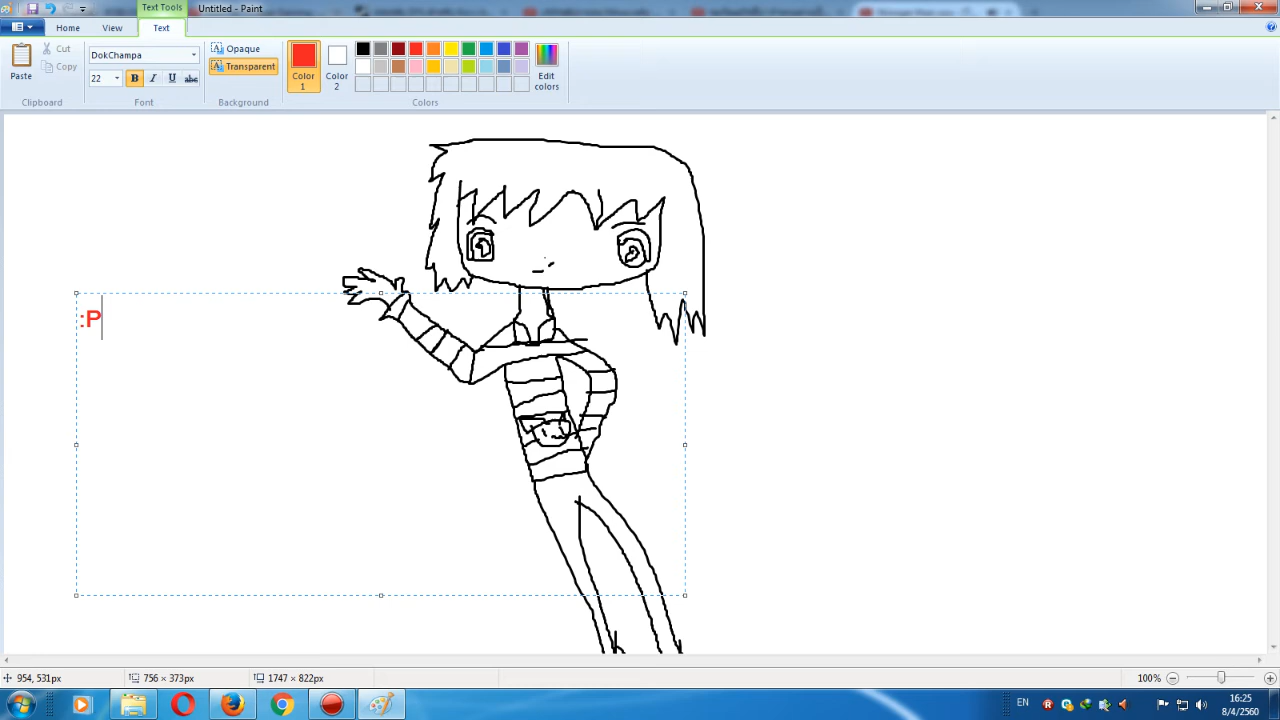 Text Tools
Untitled - Paint
Home
View
Text
Paste
Cut
Copy
Clipboard
DokChampa
22
B
I
U
abc
Font
Opaque
Transparent
Background
Color 1
Color 2
Edit colors
Colors
:P
954, 531px
756 × 373px
1747 × 822px
100%
EN
16:25
8/4/2560